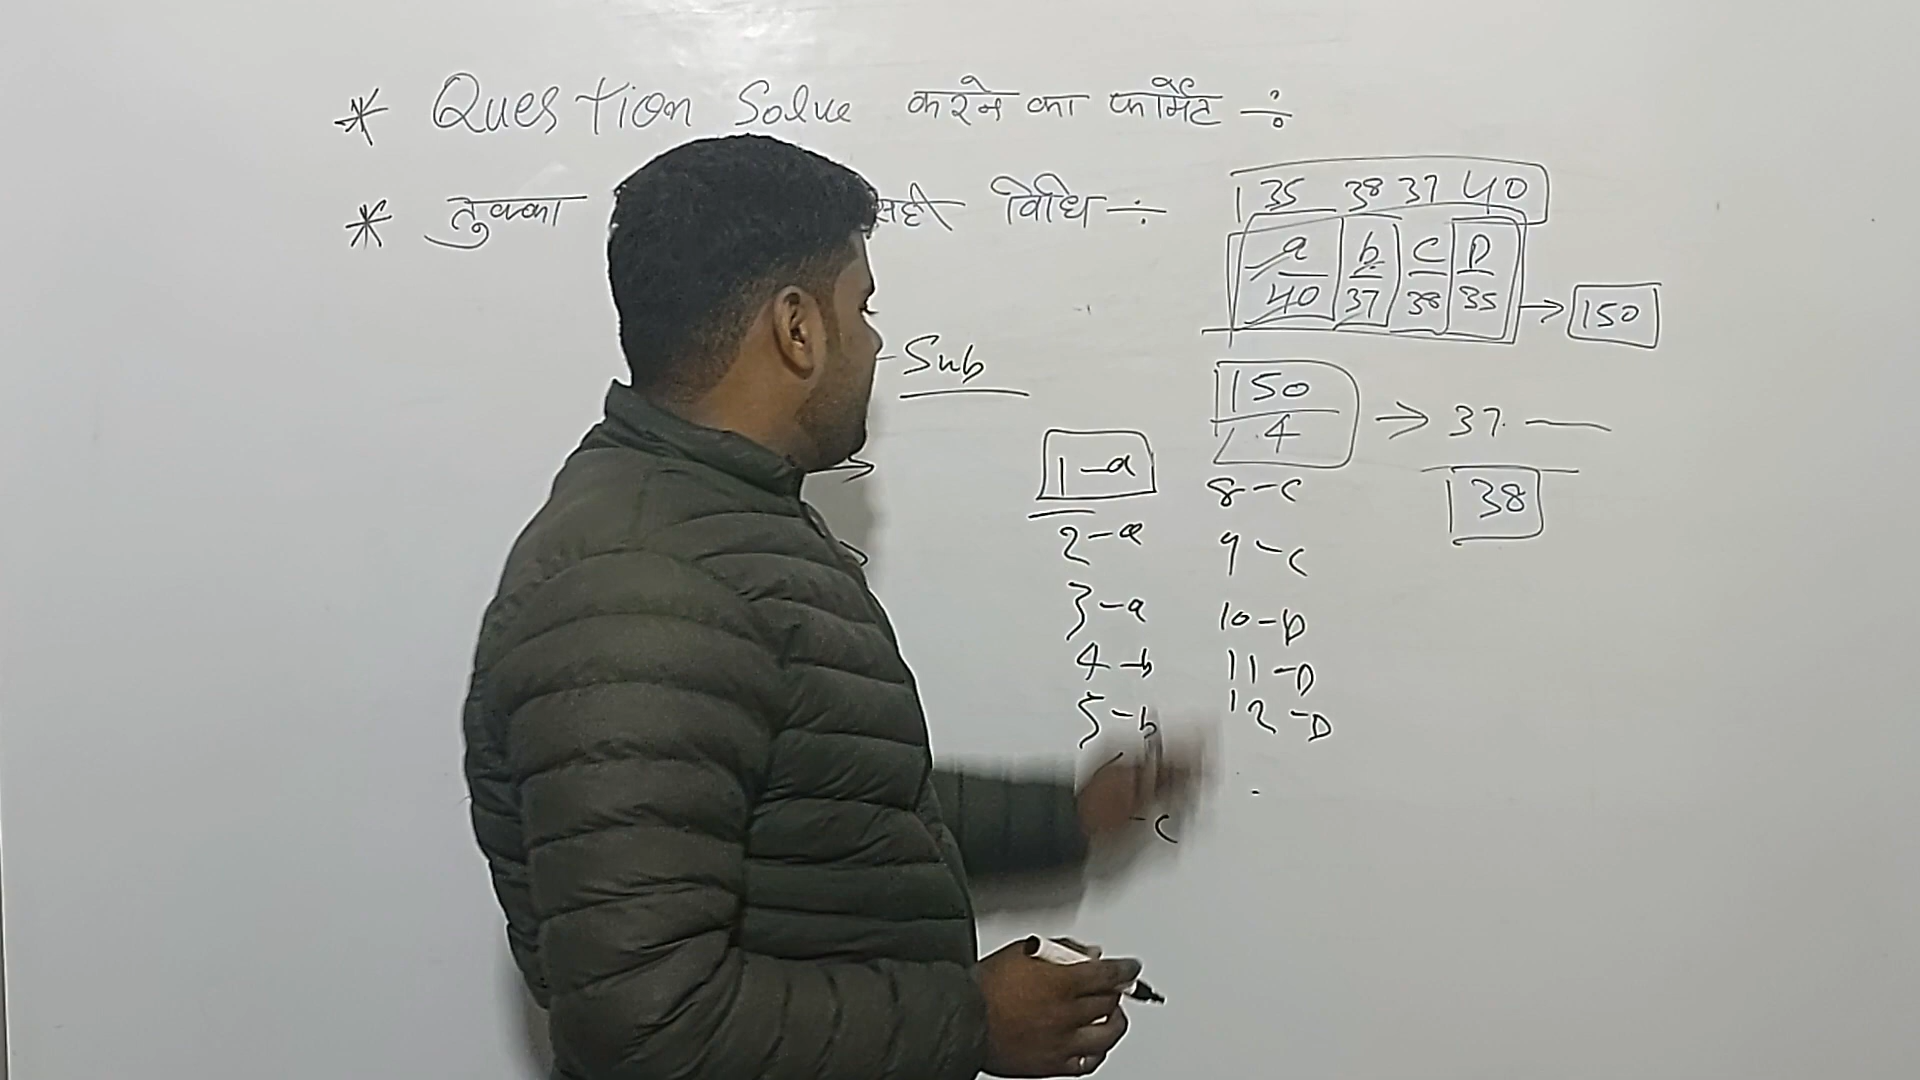 * Question Solve करने का फॉर्मेट ÷
* तुक्का सही विधि ÷
35 38 37 40
a b C D
40 37 38 35 → 150
Sub
150/4 → 37.
38
1-a
2-a
3-a
4-b
5-b
-c
8-C
9-C
10-D
11-D
12-D